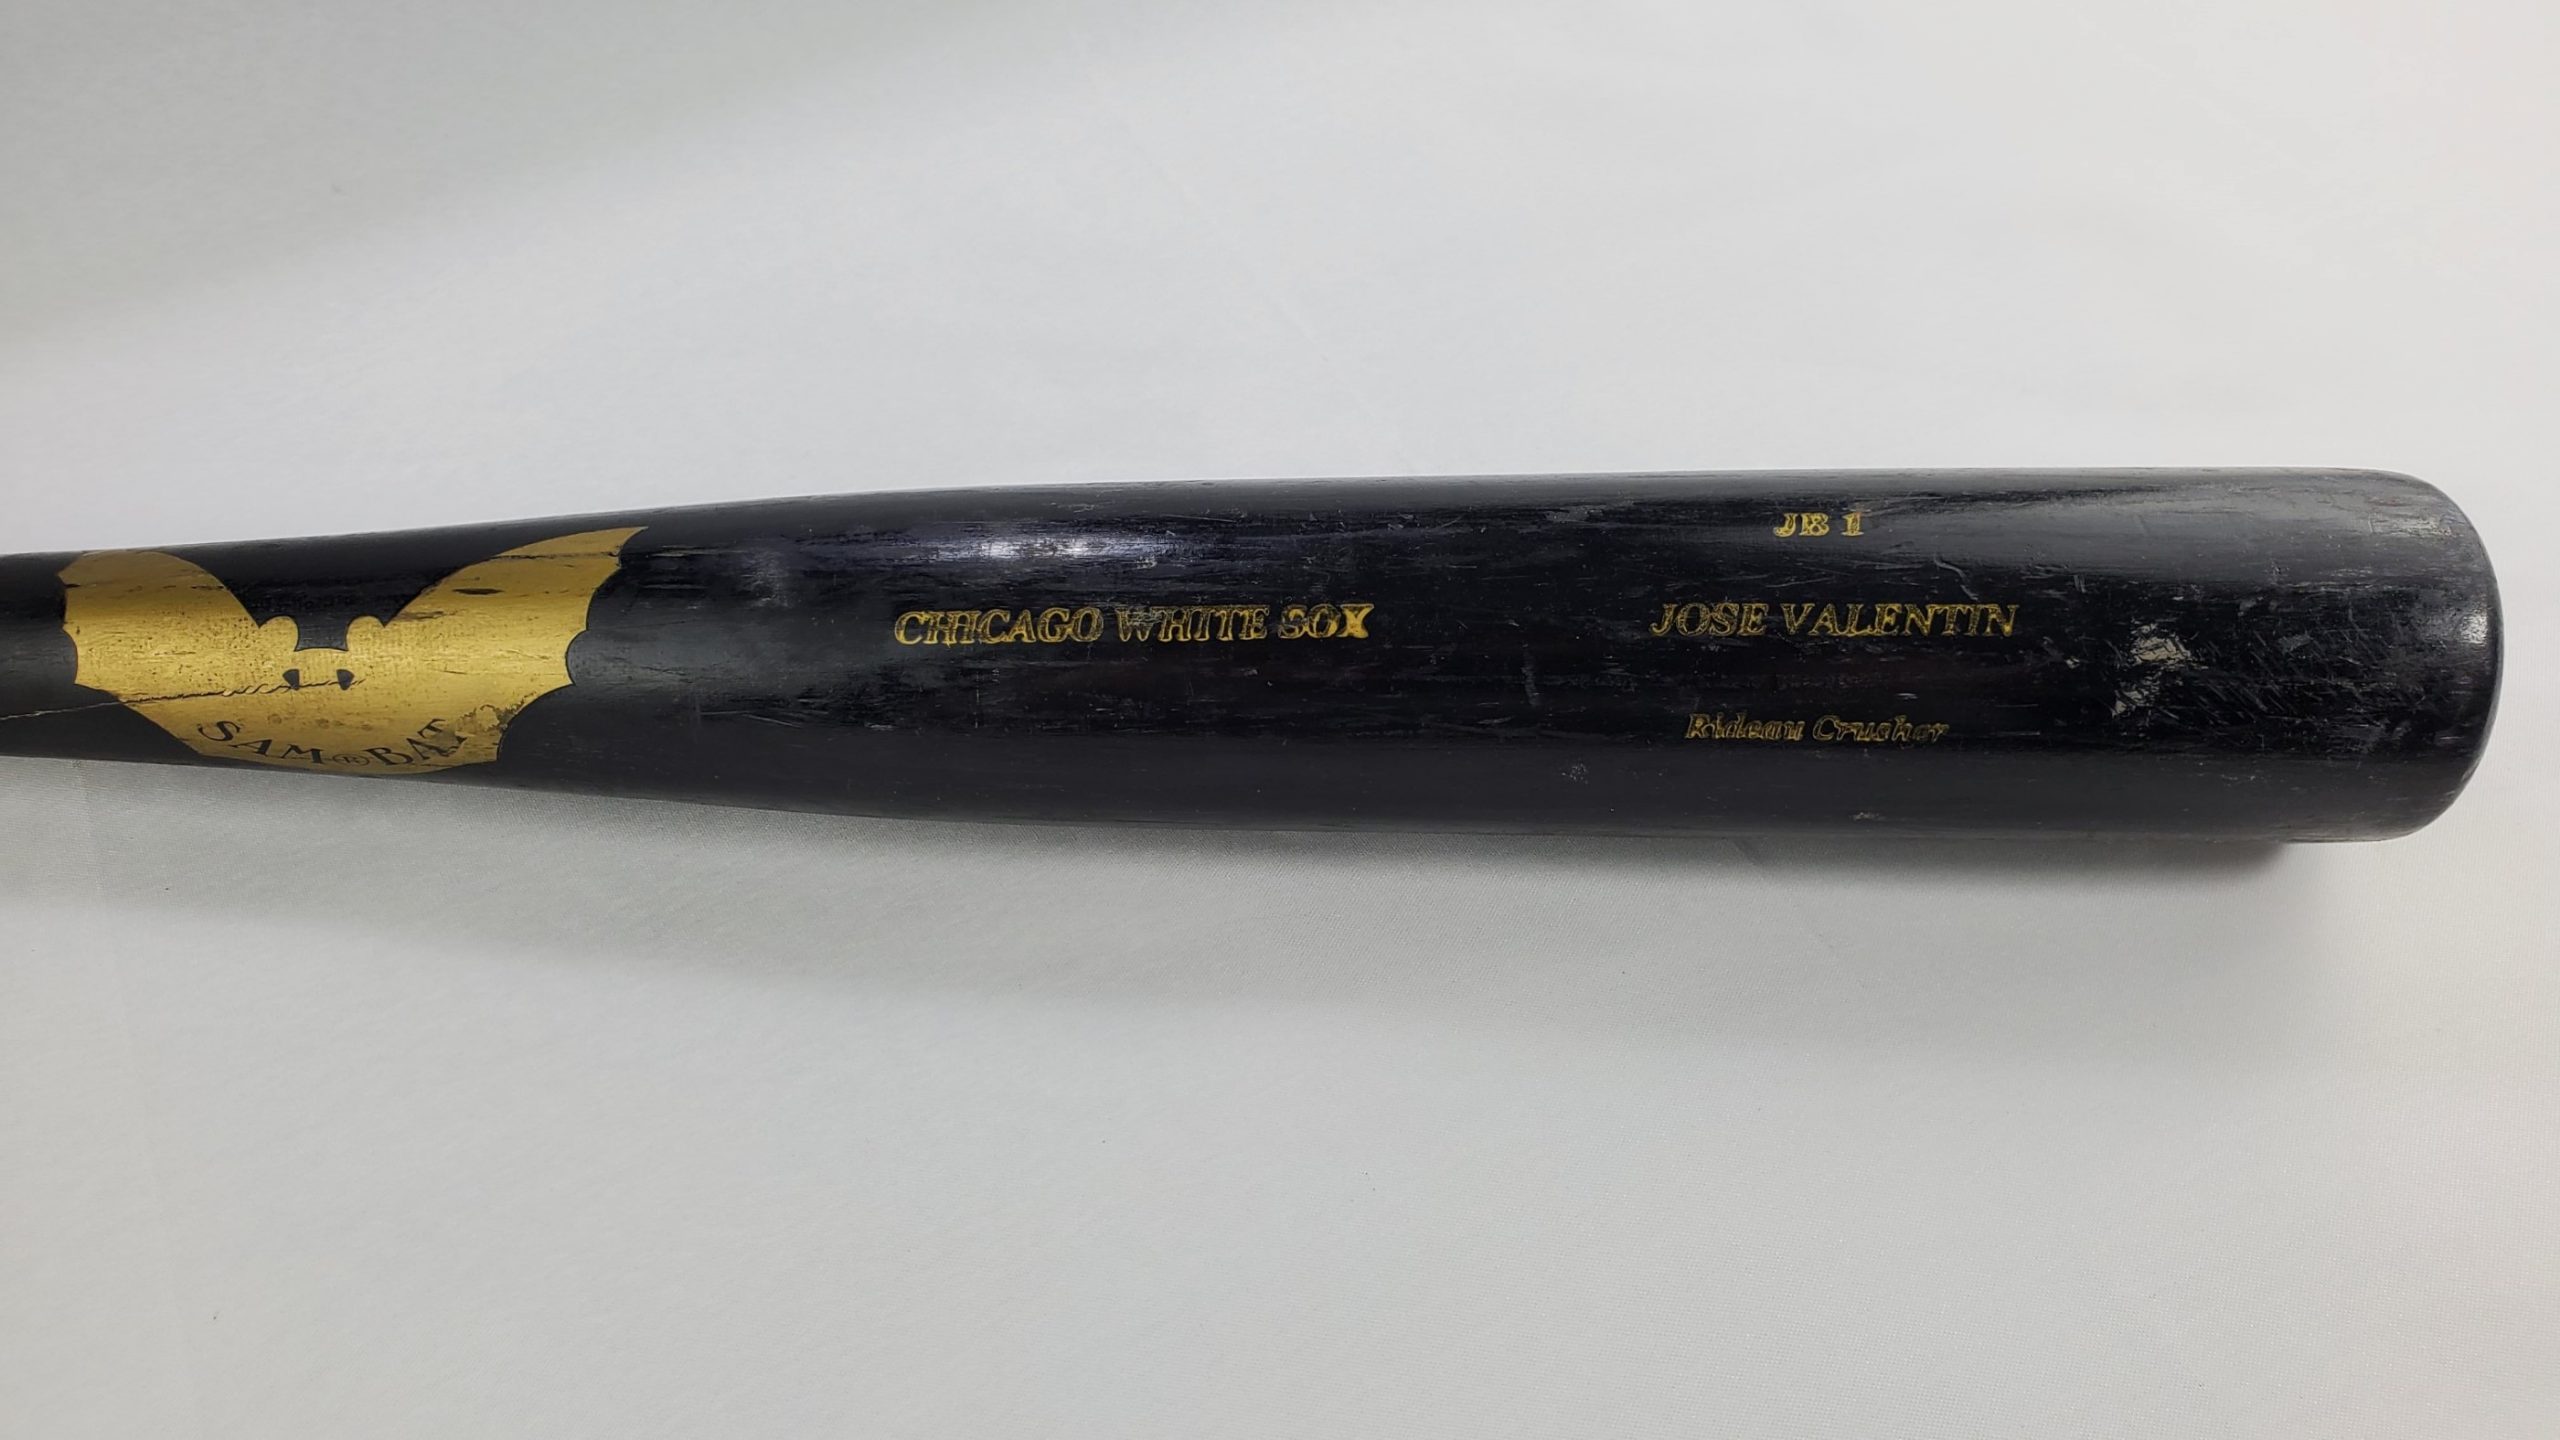 SAM ® BAT
CHICAGO WHITE SOX
JB 1
JOSE VALENTIN
Rideau Crusher